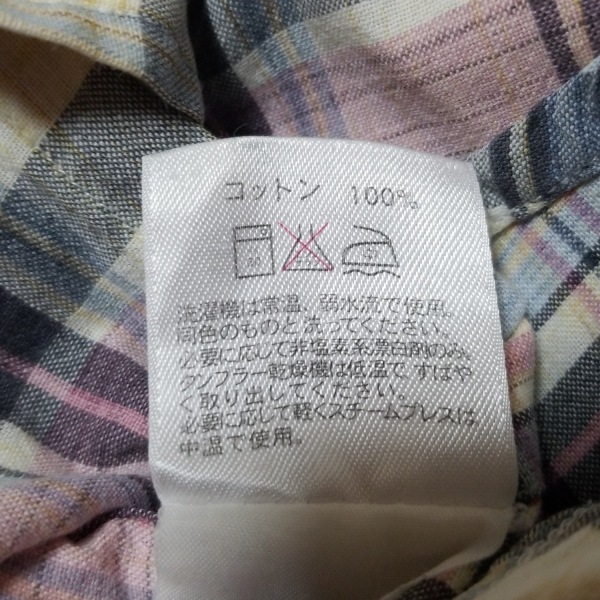 コットン 100%
洗濯機は常温、弱水流で使用。
同色のものと洗ってください。
必要に応じて非塩素系漂白剤のみ。
タンブラー乾燥機は低温で すばや
く取り出してください。
必要に応じて軽くスチームプレスは、
中温で使用。